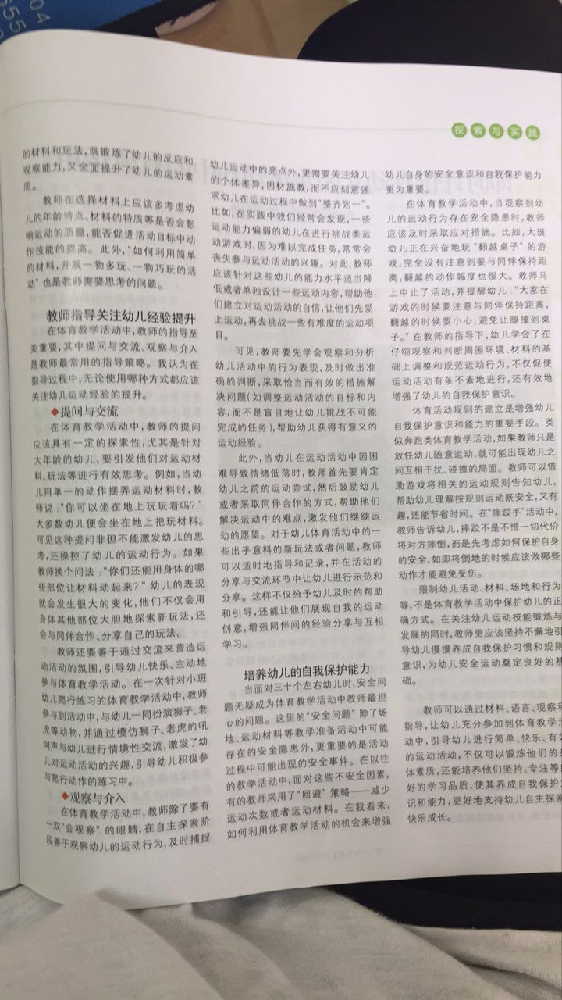 04
555
探索与实践
的材料和玩法,既锻炼了幼儿的反应和
观察能力,又全面提升了幼儿的运动素
质。
教师在选择材料上应该多考虑幼
儿的年龄特点、材料的特质等是否会影
响运动的质量,能否促进活动目标中动
作技能的提高。此外,“如何利用简单
的材料,开展一物多玩、一物巧玩的活
动”也是教师需要思考的问题。
教师指导关注幼儿经验提升
在体育教学活动中,教师的指导至
关重要,其中提问与交流、观察与介入
是教师最常用的指导策略。我认为在
指导过程中,无论使用哪种方式都应该
关注幼儿运动经验的提升。
◆提问与交流
在体育教学活动中,教师的提问
应该具有一定的探索性,尤其是针对
大年龄的幼儿,要引发他们对运动材
料、玩法等进行有效思考。例如,当幼
儿用单一的动作摆弄运动材料时,教
师说:“你可以坐在地上玩玩看吗?”
大多数幼儿便会坐在地上把玩材料。
可见这种提问非但不能激发幼儿的思
考,还操控了幼儿的运动行为。如果
教师换个问法:“你们还能用身体的哪
些部位让材料动起来?”幼儿的表现
就会发生很大的变化,他们不仅会用
身体其他部位大胆地探索新玩法,还
会与同伴合作、分享自己的玩法。
教师还要善于通过交流来营造运
动活动的氛围,引导幼儿快乐、主动地
参与体育教学活动。在一次针对小班
幼儿爬行练习的体育教学活动中,教师
参与到活动中,与幼儿一同扮演狮子、老
虎等动物,并通过模仿狮子、老虎的吼
叫声与幼儿进行情境性交流,激发了幼
儿对运动活动的兴趣,引导幼儿积极参
与爬行动作的练习中。
◆观察与介入
在体育教学活动中,教师除了要有
一双“会观察”的眼睛,在自主探索阶
段善于观察幼儿的运动行为,及时捕捉
幼儿运动中的亮点外,更需要关注幼儿
的个体差异,因材施教,而不应刻意强
求幼儿在运动过程中做到“整齐划一”。
比如,在实践中我们经常会发现,一些
运动能力偏弱的幼儿在进行挑战类运
动游戏时,因为难以完成任务,常常会
丧失参与运动活动的兴趣。对此,教师
应该针对这些幼儿的能力水平适当降
低或者单独设计一些运动内容,帮助他
们建立对运动活动的自信,让他们先爱
上运动,再去挑战一些有难度的运动项
目。
可见,教师要先学会观察和分析
幼儿活动中的行为表现,及时做出准
确的判断,采取恰当而有效的措施解
决问题(如调整运动活动的目标和内
容,而不是盲目地让幼儿挑战不可能
完成的任务),帮助幼儿获得有意义的
运动经验。
此外,当幼儿在运动活动中因困
难导致情绪低落时,教师首先要肯定
幼儿之前的运动尝试,然后鼓励幼儿
或者采取同伴合作的方式,帮助他们
解决运动中的难点,激发他们继续运
动的愿望。对于幼儿体育活动中的一
些出乎意料的新玩法或者问题,教师
可以适时地指导和记录,并在活动的
分享与交流环节中让幼儿进行示范和
分享。这样不仅给予幼儿及时的帮助
和引导,还能让他们展现自我的运动
创意,增强同伴间的经验分享与互相
学习。
培养幼儿的自我保护能力
当面对三十个左右幼儿时,安全问
题无疑成为体育教学活动中教师最担
心的问题。这里的“安全问题”除了场
地、运动材料等教学准备活动中可能
存在的安全隐患外,更重要的是活动
过程中可能出现的安全事件。在以往
的教学活动中,面对这些不安全因素,
有的教师采用了“回避”策略——减少
运动次数或者运动材料。在我看来,
如何利用体育教学活动的机会来增强
幼儿自身的安全意识和自我保护能力
更为重要。
在体育教学活动中,当观察到幼
儿的运动行为存在安全隐患时,教师
应该及时采取应对措施。比如,大班
幼儿正在兴奋地玩“翻越桌子”的游
戏,完全没有注意到要与同伴保持距
离,翻越的动作幅度也很大。教师马
上中止了活动,并提醒幼儿:“大家在
游戏的时候要注意与同伴保持距离,
翻越的时候要小心,避免让腿撞到桌
子。”在教师的指导下,幼儿学会了在
仔细观察和判断周围环境、材料的基
础上调整和规范运动行为,不仅促使
运动活动有条不紊地进行,还有效地
增强了幼儿的自我保护意识。
体育活动规则的建立是增强幼儿
自我保护意识和能力的重要手段。类
似奔跑类体育教学活动,如果教师只是
放任幼儿随意运动,就可能出现幼儿之
间互相干扰、碰撞的局面。教师可以借
助游戏将相关的运动规则告知幼儿,
帮助幼儿理解按规则运动既安全,又有
趣,还能节省时间。在“摔跤手”活动中,
教师告诉幼儿,摔跤不是不惜一切代价
将对方摔倒,而是先考虑如何保护自身
的安全,如即将倒地的时候应该做哪些
动作才能避免受伤。
限制幼儿活动、材料、场地和行为
等,不是体育教学活动中保护幼儿的正
确方式。在关注幼儿运动技能锻炼与
发展的同时,教师更应该坚持不懈地引
导幼儿慢慢养成自我保护习惯和规则
意识,为幼儿安全运动奠定良好的基
础。
教师可以通过材料、语言、观察和
指导,让幼儿充分参加到体育教学活
动中,引导幼儿进行简单、快乐、有效
的运动活动,不仅可以锻炼他们的身
体素质,还能培养他们坚持、专注等良
好的学习品质,使其养成自我保护意
识和能力,更好地支持幼儿自主探索
快乐成长。